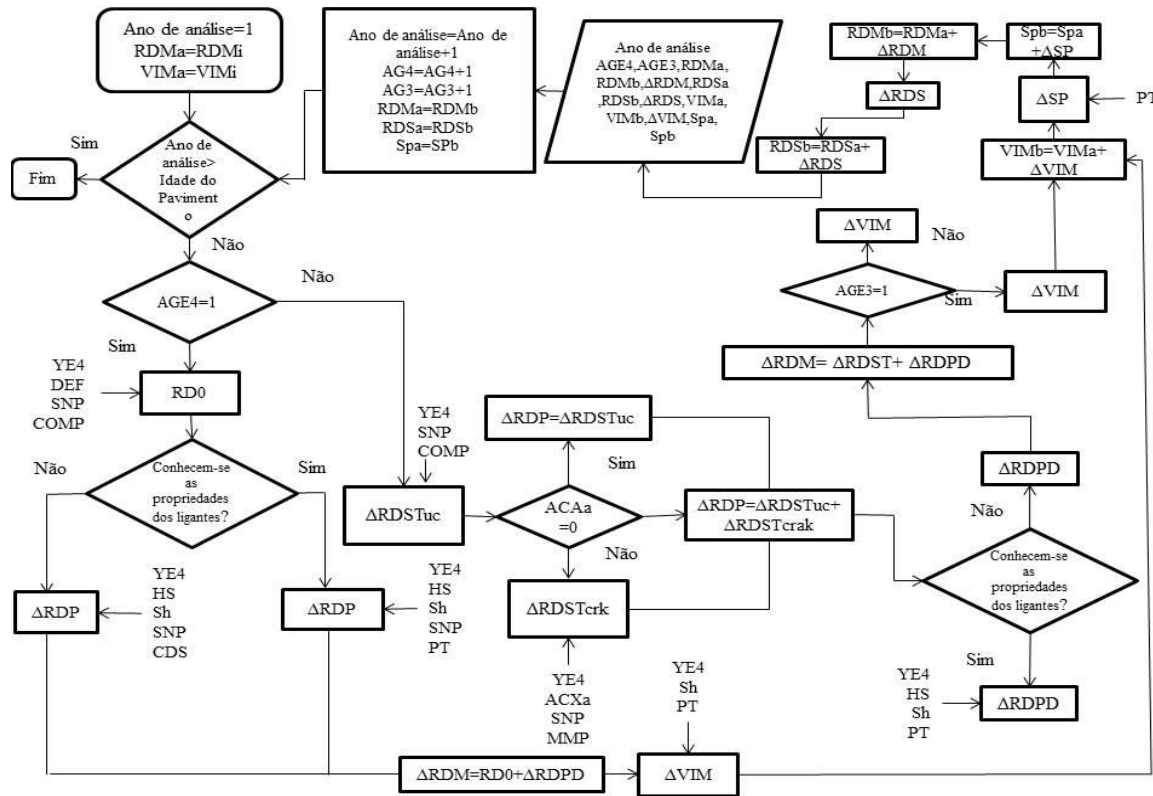 Ano de análise=1
RDMa=RDMi
VIMa=VIMi
Ano de análise=Ano de
análise+1
AG4=AG4+1
AG3=AG3+1
RDMa=RDMb
RDSa=RDSb
Spa=SPb
Ano de análise
AGE4,AGE3,RDMa,
RDMb,ΔRDM,RDSa
,RDSb,ΔRDS,VIMa,
VIMb,ΔVIM,Spa,
Spb
RDMb=RDMa+
ΔRDM
Spb=Spa
+ΔSP
ΔRDS
ΔSP
PT
RDSb=RDSa+
ΔRDS
VIMb=VIMa+
ΔVIM
Sim
Fim
Ano de
análise>
Idade do
Paviment
o
Não
AGE4=1
Não
Sim
ΔVIM
Não
AGE3=1
Sim
ΔVIM
ΔRDM= ΔRDST+ ΔRDPD
YE4
DEF
SNP
COMP
RD0
Não
Conhecem-se
as
propriedades
dos ligantes?
Sim
YE4
SNP
COMP
ΔRDSTuc
ΔRDP=ΔRDSTuc
Sim
ACAa
=0
Não
ΔRDP=ΔRDSTuc+
ΔRDSTcrak
ΔRDSTcrk
YE4
ACXa
SNP
MMP
ΔRDPD
Não
Conhecem-se
as
propriedades
dos ligantes?
Sim
YE4
HS
Sh
PT
ΔRDPD
ΔRDP
YE4
HS
Sh
SNP
CDS
ΔRDP
YE4
HS
Sh
SNP
PT
YE4
Sh
PT
ΔRDM=RD0+ΔRDPD
ΔVIM